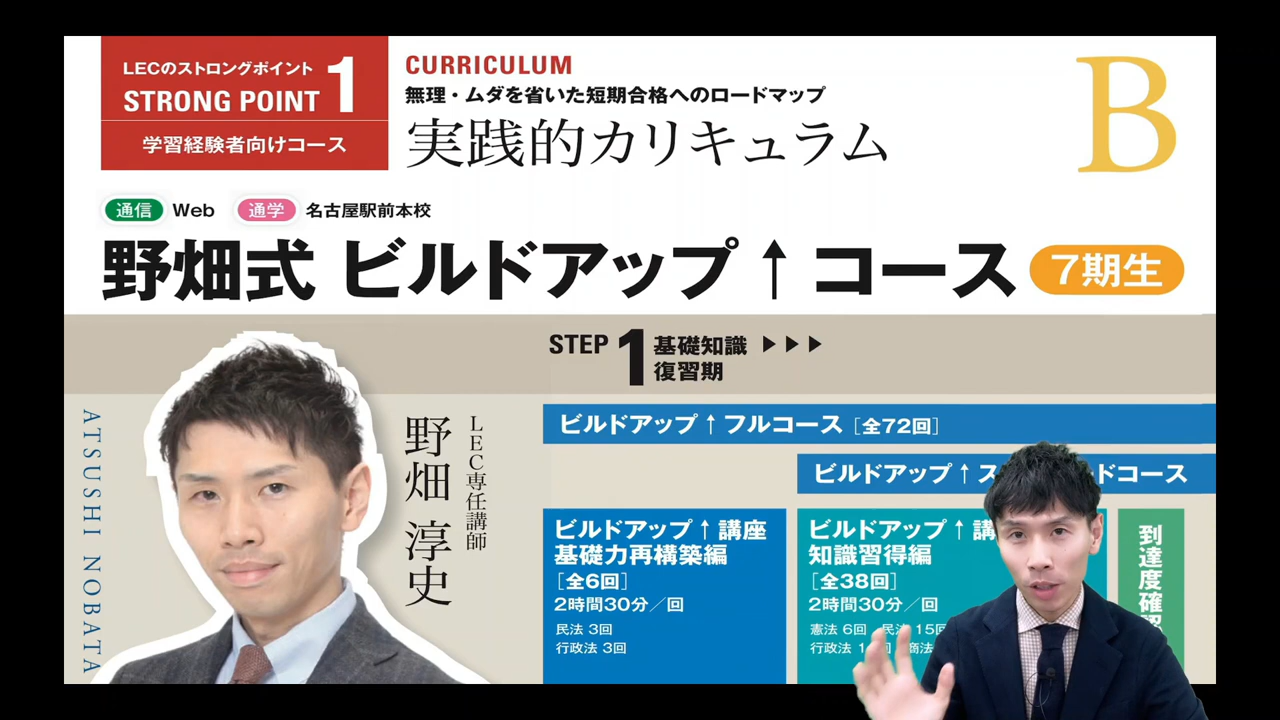 LECのストロングポイント
STRONG POINT 1
学習経験者向けコース
CURRICULUM
無理・ムダを省いた短期合格へのロードマップ
実践的カリキュラム
B
通信 Web 通学 名古屋駅前本校
野畑式 ビルドアップ↑コース 7期生
STEP 1 基礎知識 ▶▶▶
復習期
ATSUSHI NOBATA
野畑 淳史
LEC専任講師
ビルドアップ↑フルコース [全72回]
ビルドアップ↑ス
ドコース
ビルドアップ↑講座
基礎力再構築編
[全6回]
2時間30分/回
民法 3回
行政法 3回
ビルドアップ↑講
知識習得編
[全38回]
2時間30分/回
憲法 6回 民法 15回
行政法 1 回 商法
到達度確認